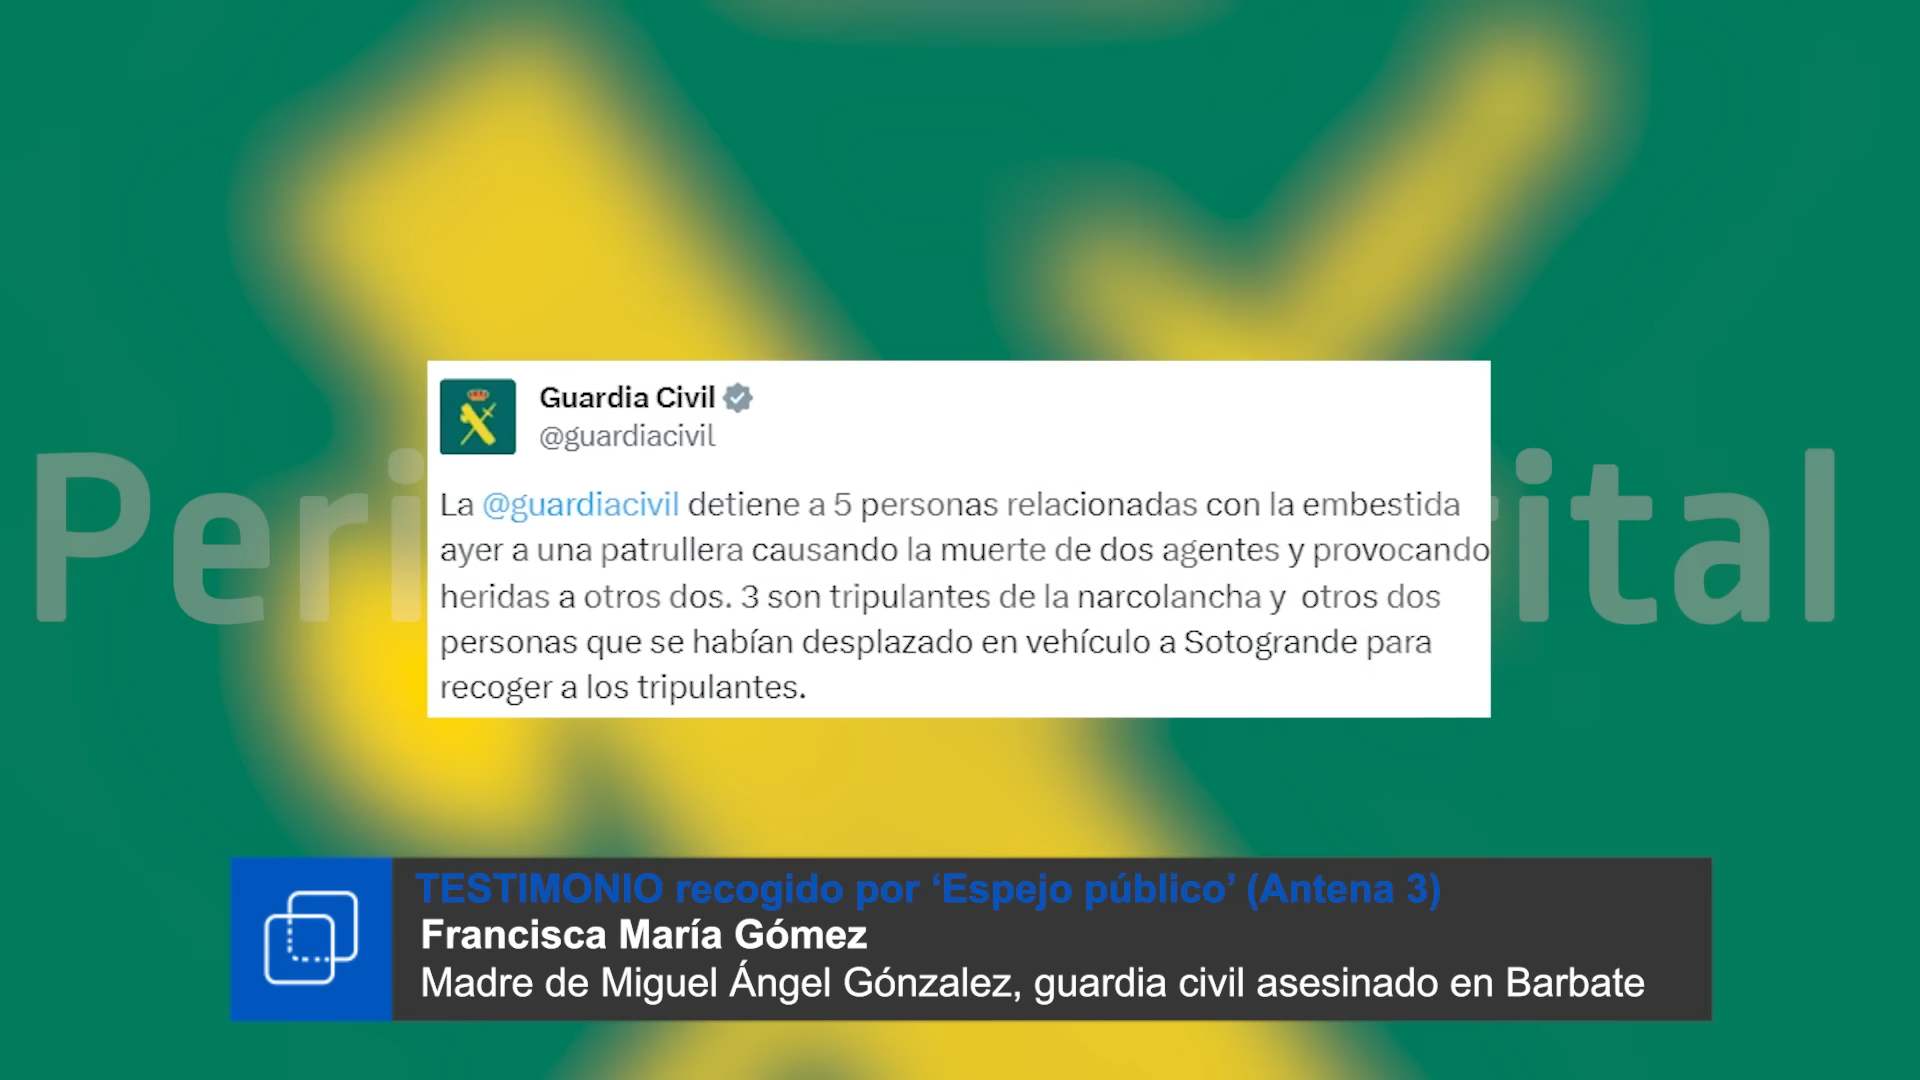 Guardia Civil
@guardiacivil
La @guardiacivil detiene a 5 personas relacionadas con la embestida
ayer a una patrullera causando la muerte de dos agentes y provocando
heridas a otros dos. 3 son tripulantes de la narcolancha y otros dos
personas que se habían desplazado en vehículo a Sotogrande para
recoger a los tripulantes.
TESTIMONIO recogido por ‘Espejo público’ (Antena 3)
Francisca María Gómez
Madre de Miguel Ángel Gónzalez, guardia civil asesinado en Barbate